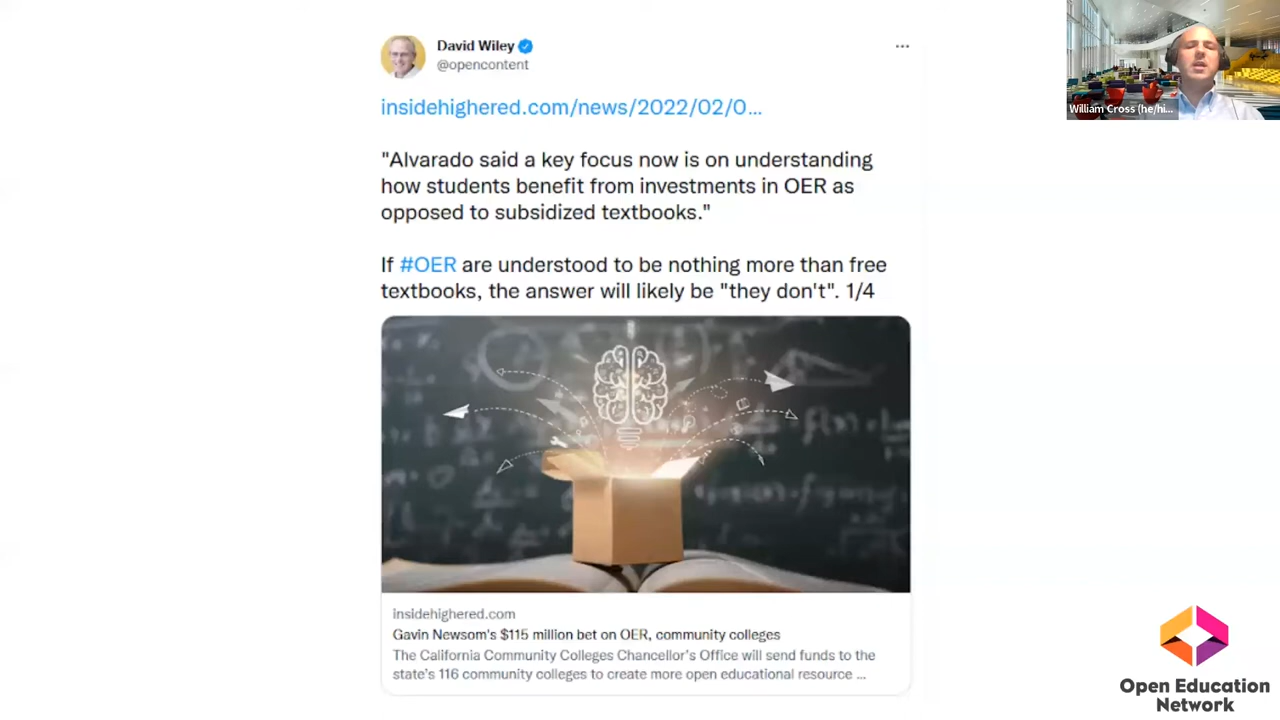 David Wiley
@opencontent
...
insidehighered.com/news/2022/02/0...
"Alvarado said a key focus now is on understanding
how students benefit from investments in OER as
opposed to subsidized textbooks."
If #OER are understood to be nothing more than free
textbooks, the answer will likely be "they don't". 1/4
insidehighered.com
Gavin Newsom's $115 million bet on OER, community colleges
The California Community Colleges Chancellor's Office will send funds to the
state's 116 community colleges to create more open educational resource ...
William Cross (he/hi...
Open Education
Network